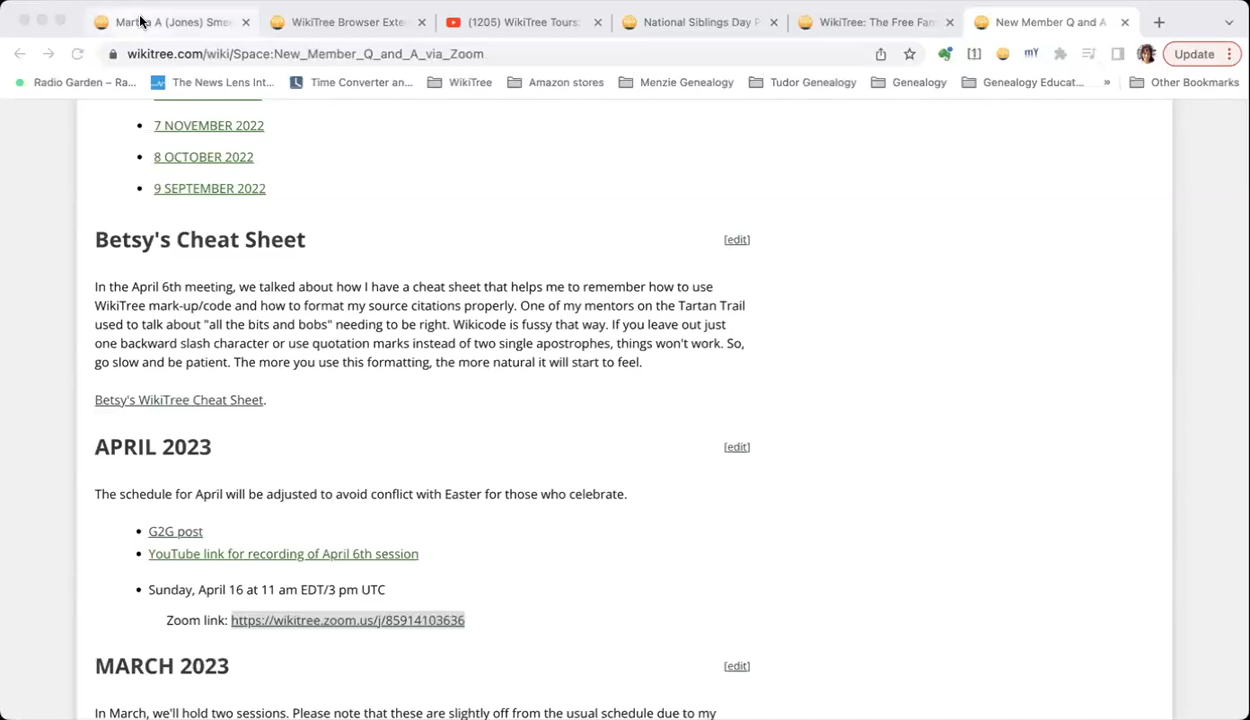 Martha A (Jones) Sme
WikiTree Browser Exte
(1205) WikiTree Tours
National Siblings Day P
WikiTree: The Free Fam
New Member Q and A
wikitree.com/wiki/Space:New_Member_Q_and_A_via_Zoom
[1]
mY
Update
Radio Garden – Ra...
The News Lens Int...
Time Converter an...
WikiTree
Amazon stores
Menzie Genealogy
Tudor Genealogy
Genealogy
Genealogy Educat...
»
Other Bookmarks
• 7 NOVEMBER 2022
• 8 OCTOBER 2022
• 9 SEPTEMBER 2022
Betsy's Cheat Sheet
[edit]
In the April 6th meeting, we talked about how I have a cheat sheet that helps me to remember how to use
WikiTree mark-up/code and how to format my source citations properly. One of my mentors on the Tartan Trail
used to talk about "all the bits and bobs" needing to be right. Wikicode is fussy that way. If you leave out just
one backward slash character or use quotation marks instead of two single apostrophes, things won't work. So,
go slow and be patient. The more you use this formatting, the more natural it will start to feel.
Betsy's WikiTree Cheat Sheet.
APRIL 2023
[edit]
The schedule for April will be adjusted to avoid conflict with Easter for those who celebrate.
• G2G post
• YouTube link for recording of April 6th session
• Sunday, April 16 at 11 am EDT/3 pm UTC
Zoom link: https://wikitree.zoom.us/j/85914103636
MARCH 2023
[edit]
In March, we'll hold two sessions. Please note that these are slightly off from the usual schedule due to my